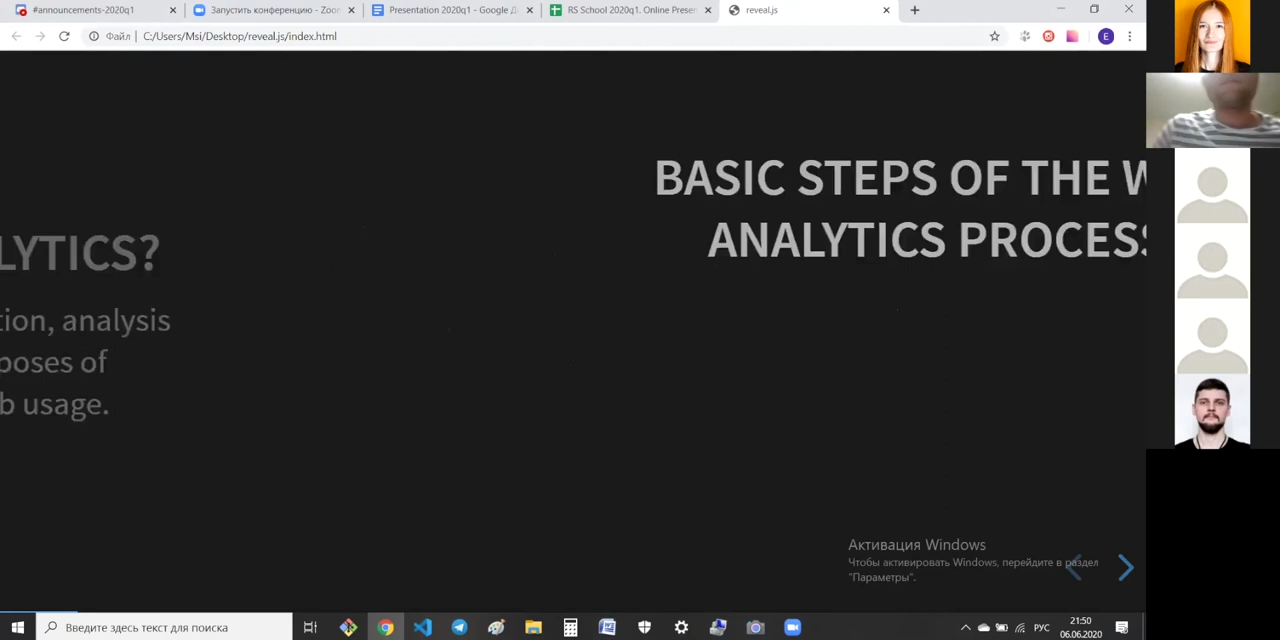 #announcements-2020q1
Запустить конференцию - Zoom
Presentation 2020q1 - Google Д
RS School 2020q1. Online Presen
reveal.js
Файл
C:/Users/Msi/Desktop/reveal.js/index.html
E
LYTICS?
tion, analysis
poses of
b usage.
BASIC STEPS OF THE W
ANALYTICS PROCESS
Активация Windows
Чтобы активировать Windows, перейдите в раздел
"Параметры".
Введите здесь текст для поиска
РУС
21:50
06.06.2020